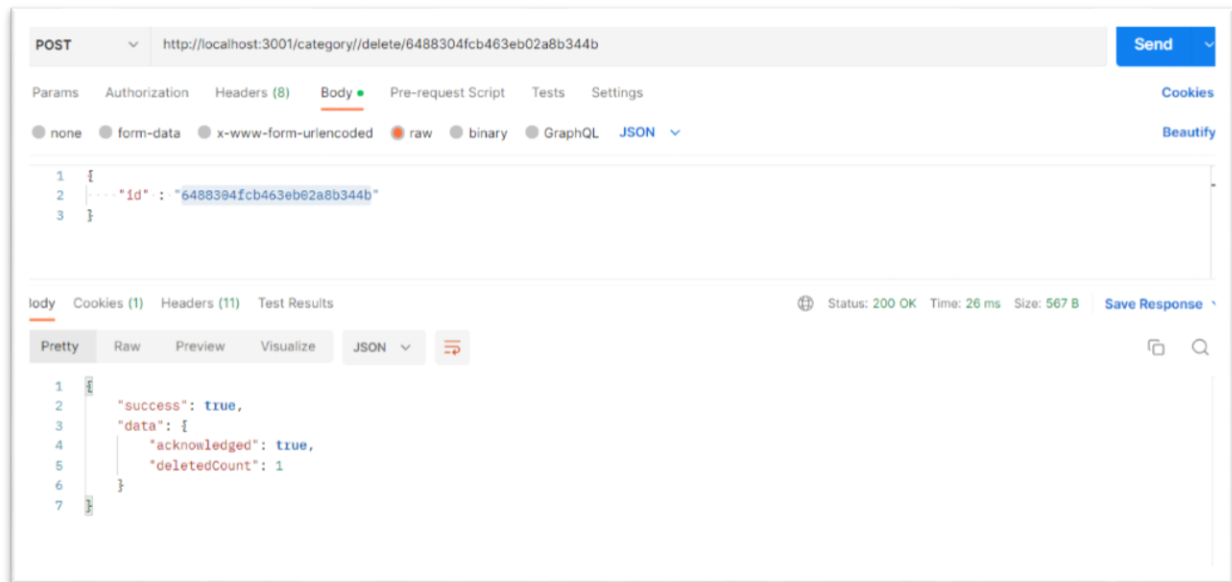 POST http://localhost:3001/category//delete/6488304fcb463eb02a8b344b Send
Params Authorization Headers (8) Body Pre-request Script Tests Settings Cookies
none form-data x-www-form-urlencoded raw binary GraphQL JSON Beautify
1 {
2 "id" : "6488304fcb463eb02a8b344b"
3 }
Body Cookies (1) Headers (11) Test Results Status: 200 OK Time: 26 ms Size: 567 B Save Response
Pretty Raw Preview Visualize JSON
1 {
2 "success": true,
3 "data": {
4 "acknowledged": true,
5 "deletedCount": 1
6 }
7 }